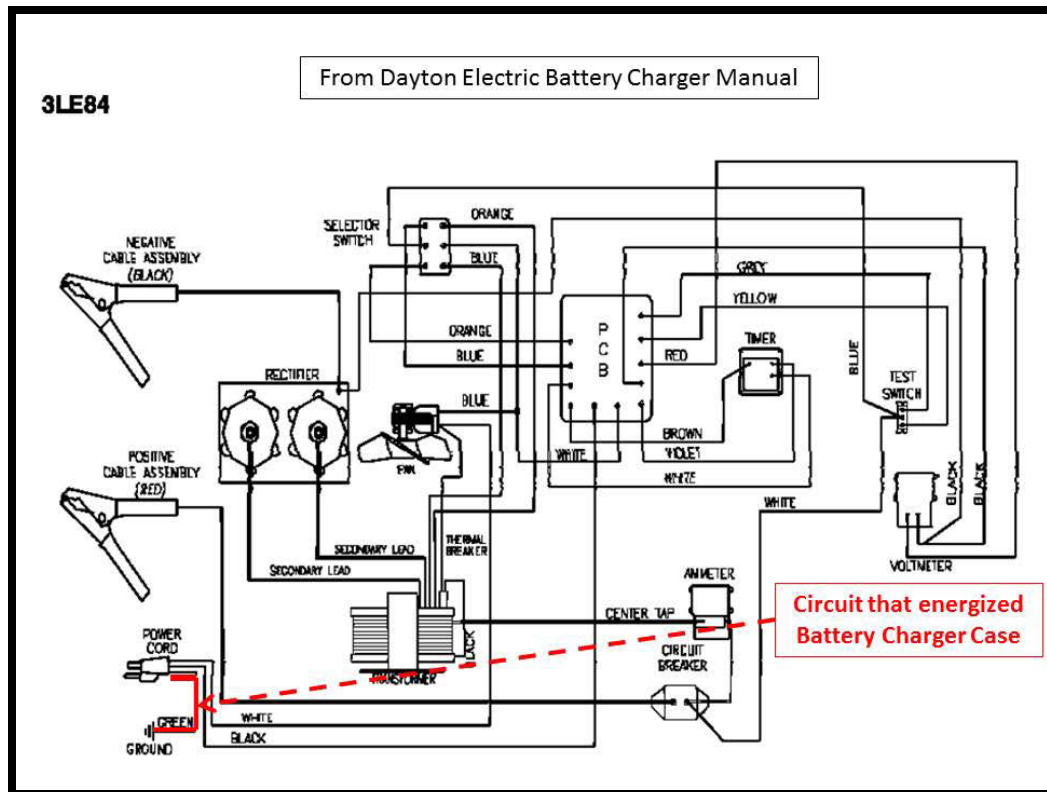 From Dayton Electric Battery Charger Manual
3LE84
SELECTOR
SWITCH
ORANGE
BLUE
NEGATIVE
CABLE ASSEMBLY
(BLACK)
GREY
YELLOW
ORANGE
BLUE
P
C
B
RED
TIMER
BLUE
TEST
SWITCH
RECTIFIER
BLUE
FAN
BROWN
VIOLET
WHITE
WHITE
POSITIVE
CABLE ASSEMBLY
(RED)
BLACK
BLACK
WHITE
THERMAL
BREAKER
SECONDARY LEAD
SECONDARY LEAD
VOLTMETER
AMMETER
CENTER TAP
Circuit that energized
Battery Charger Case
CIRCUIT
BREAKER
POWER
CORD
LACK
TRANSFORMER
GREEN
WHITE
BLACK
GROUND